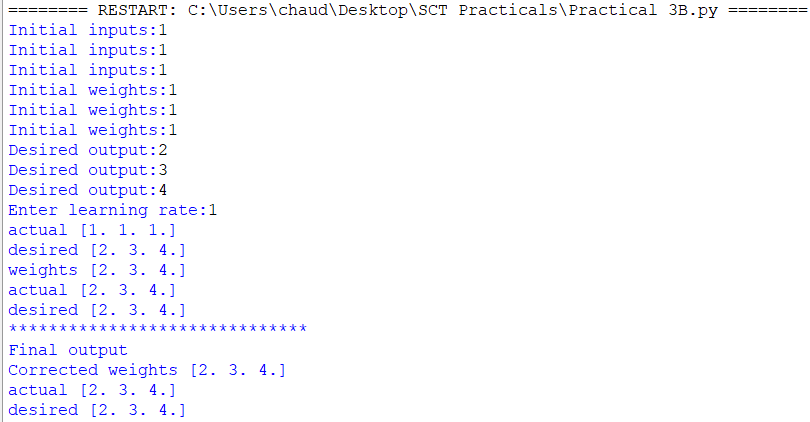 ======== RESTART: C:\Users\chaud\Desktop\SCT Practicals\Practical 3B.py ========
Initial inputs:1
Initial inputs:1
Initial inputs:1
Initial weights:1
Initial weights:1
Initial weights:1
Desired output:2
Desired output:3
Desired output:4
Enter learning rate:1
actual [1. 1. 1.]
desired [2. 3. 4.]
weights [2. 3. 4.]
actual [2. 3. 4.]
desired [2. 3. 4.]
******************************
Final output
Corrected weights [2. 3. 4.]
actual [2. 3. 4.]
desired [2. 3. 4.]